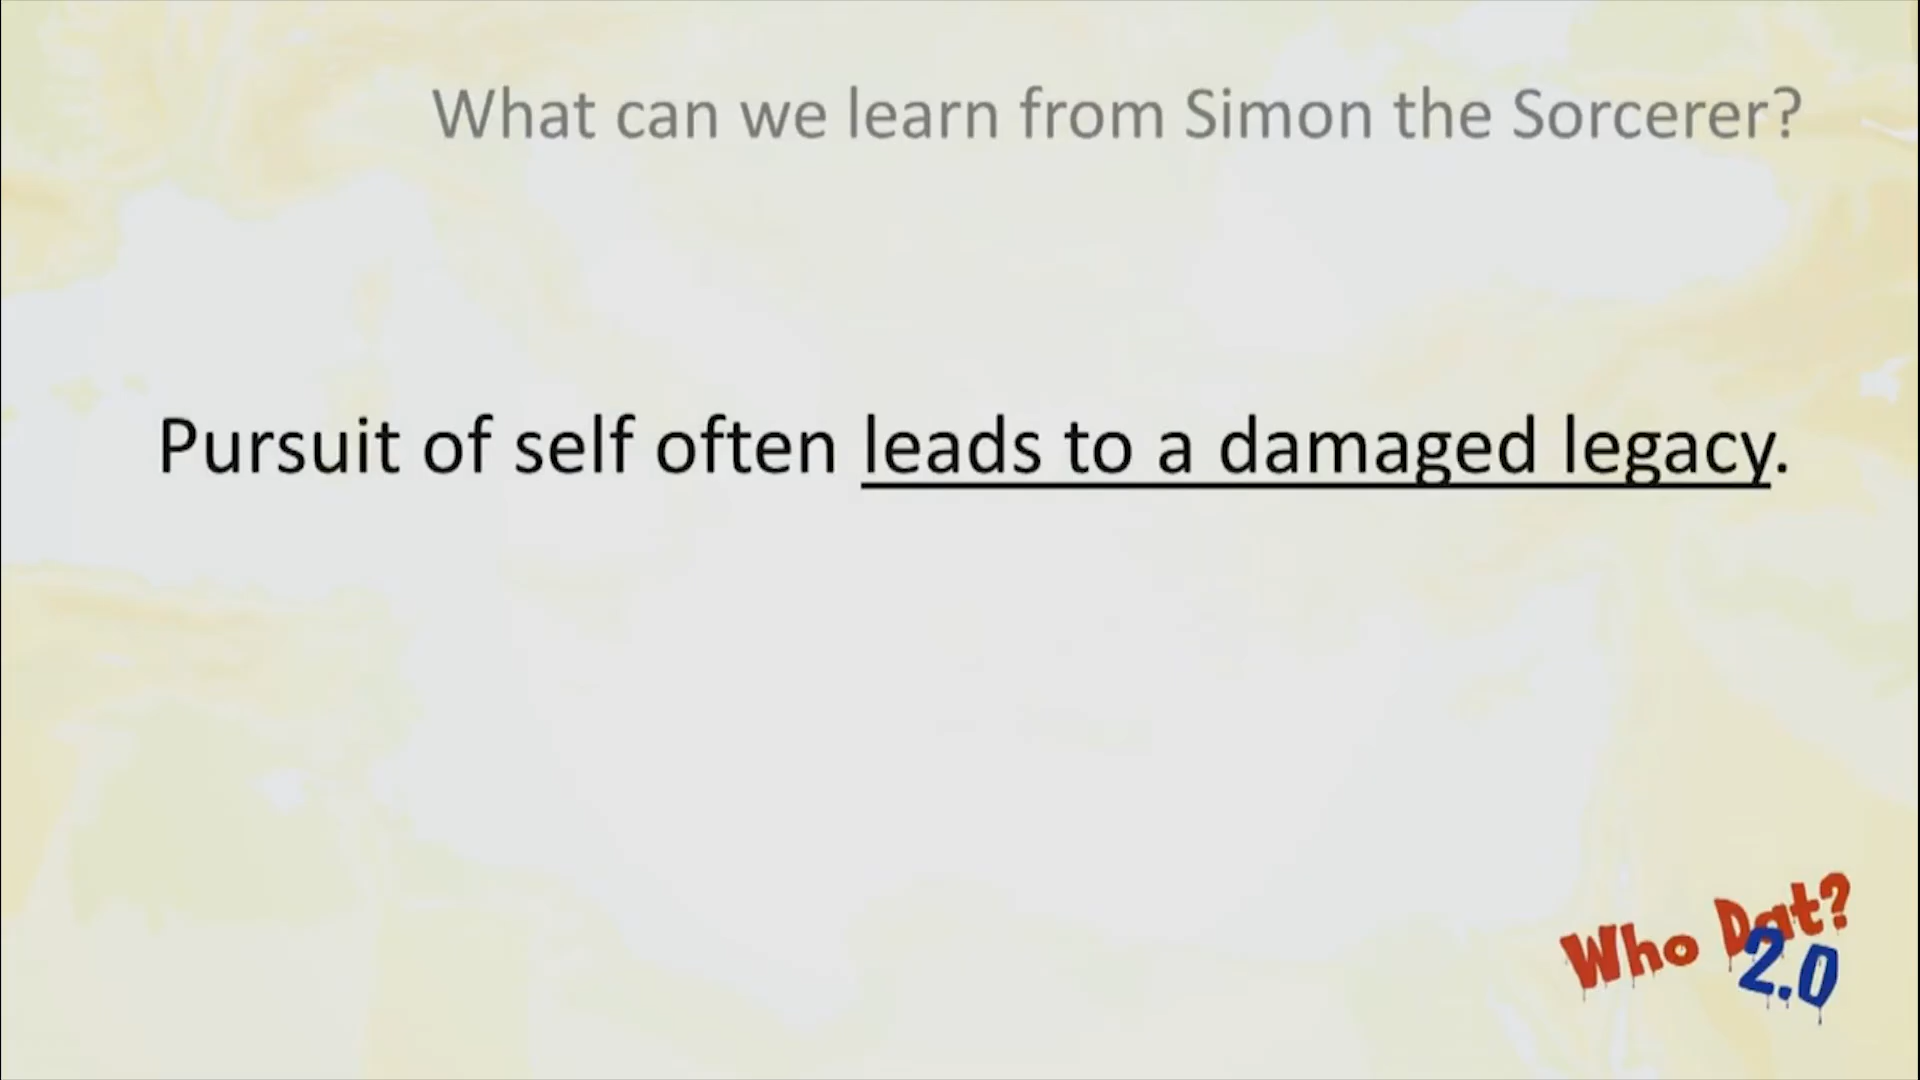 What can we learn from Simon the Sorcerer?
Pursuit of self often leads to a damaged legacy.
Who Dat?
2.0